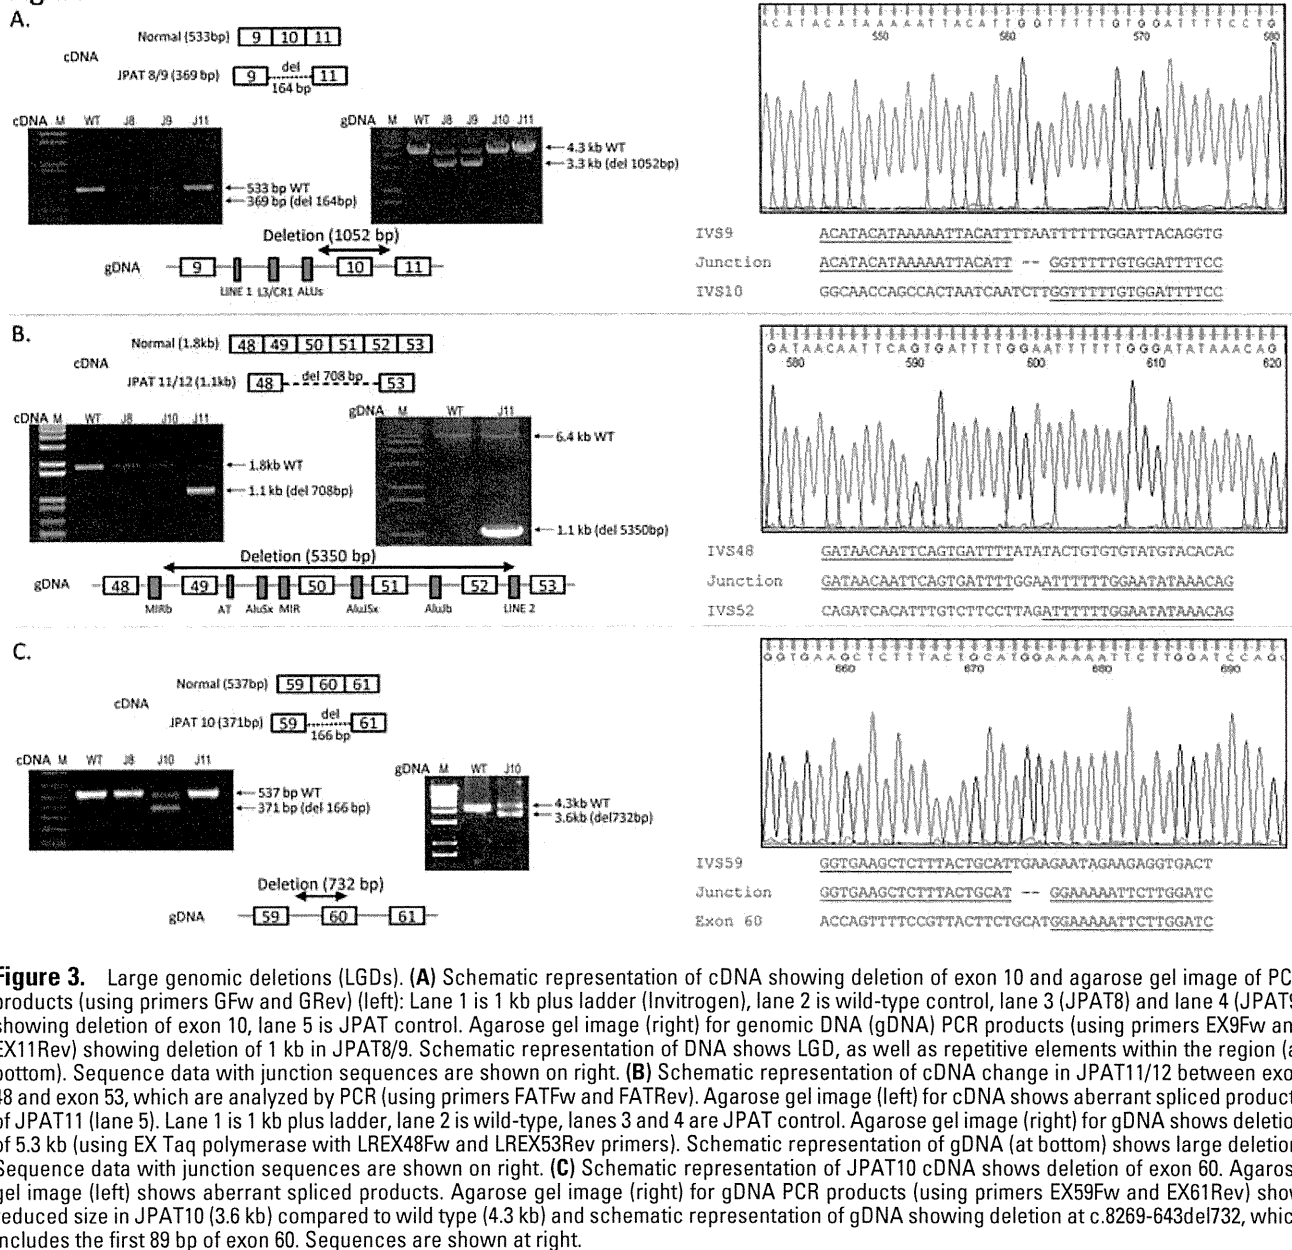 A.
Normal (533bp) 9 10 11
cDNA
JPAT 8/9 (369 bp) 9 del 164 bp 11
cDNA M WT J8 J9 J11
533 bp WT
369 bp (del 164bp)
gDNA M WT J8 J9 J10 J11
4.3 kb WT
3.3 kb (del 1052bp)
Deletion (1052 bp)
gDNA 9 10 11
LINE 1 L3/CR1 ALUs
ACATACATAAAAATTACATTGGTTTTTGTGGATTTTCCTG
550 560 570 580
IVS9 ACATACATAAAAATTACATTTTAATTTTTTGGATTACAGGTG
Junction ACATACATAAAAATTACATT -- GGTTTTTGTGGATTTTCC
IVS10 GGCAACCAGCCACTAATCAATCTTGGTTTTTGTGGATTTTCC
B.
Normal (1.8kb) 48 49 50 51 52 53
cDNA
JPAT 11/12 (1.1kb) 48 del 708 bp 53
cDNA M WT J8 J10 J11
1.8kb WT
1.1 kb (del 708bp)
gDNA M WT J11
6.4 kb WT
1.1 kb (del 5350bp)
Deletion (5350 bp)
gDNA 48 49 50 51 52 53
MIRb AT AluSx MIR AluJSx AluJb LINE 2
GATAACAATTCAGTGATTTTGGAATTTTTTGGGATATAAACAG
580 590 600 610 620
IVS48 GATAACAATTCAGTGATTTTATATACTGTGTGTATGTACACAC
Junction GATAACAATTCAGTGATTTTGGAATTTTTTGGAATATAAACAG
IVS52 CAGATCACATTTGTCTTCCTTAGATTTTTTGGAATATAAACAG
C.
Normal (537bp) 59 60 61
cDNA
JPAT 10 (371bp) 59 del 166 bp 61
cDNA M WT J8 J10 J11
537 bp WT
371 bp (del 166 bp)
gDNA M WT J10
4.3kb WT
3.6kb (del732bp)
Deletion (732 bp)
gDNA 59 60 61
GGTGAAGCTCTTTACTGCATGGAAAAATTCTTGGATCCAG
660 670 680 690
IVS59 GGTGAAGCTCTTTACTGCATTGAAGAATAGAAGAGGTGACT
Junction GGTGAAGCTCTTTACTGCAT -- GGAAAAATTCTTGGATC
Exon 60 ACCAGTTTTCCGTTACTTCTGCATGGAAAAATTCTTGGATC
Figure 3. Large genomic deletions (LGDs). (A) Schematic representation of cDNA showing deletion of exon 10 and agarose gel image of PC
products (using primers GFw and GRev) (left): Lane 1 is 1 kb plus ladder (Invitrogen), lane 2 is wild-type control, lane 3 (JPAT8) and lane 4 (JPAT9
showing deletion of exon 10, lane 5 is JPAT control. Agarose gel image (right) for genomic DNA (gDNA) PCR products (using primers EX9Fw an
EX11Rev) showing deletion of 1 kb in JPAT8/9. Schematic representation of DNA shows LGD, as well as repetitive elements within the region (a
bottom). Sequence data with junction sequences are shown on right. (B) Schematic representation of cDNA change in JPAT11/12 between exo
48 and exon 53, which are analyzed by PCR (using primers FATFw and FATRev). Agarose gel image (left) for cDNA shows aberrant spliced product
of JPAT11 (lane 5). Lane 1 is 1 kb plus ladder, lane 2 is wild-type, lanes 3 and 4 are JPAT control. Agarose gel image (right) for gDNA shows deletion
of 5.3 kb (using EX Taq polymerase with LREX48Fw and LREX53Rev primers). Schematic representation of gDNA (at bottom) shows large deletion
Sequence data with junction sequences are shown on right. (C) Schematic representation of JPAT10 cDNA shows deletion of exon 60. Agaros
gel image (left) shows aberrant spliced products. Agarose gel image (right) for gDNA PCR products (using primers EX59Fw and EX61Rev) show
reduced size in JPAT10 (3.6 kb) compared to wild type (4.3 kb) and schematic representation of gDNA showing deletion at c.8269-643del732, whic
includes the first 89 bp of exon 60. Sequences are shown at right.